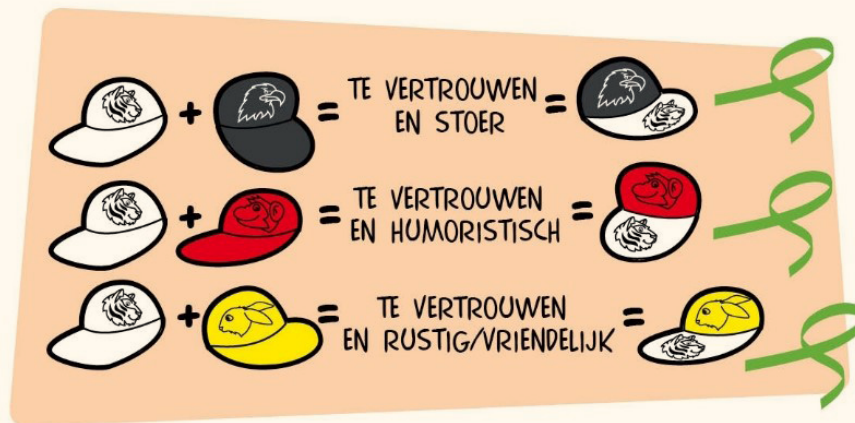 + = TE VERTROUWEN
EN STOER =
+ = TE VERTROUWEN
EN HUMORISTISCH =
+ = TE VERTROUWEN
EN RUSTIG/VRIENDELIJK =